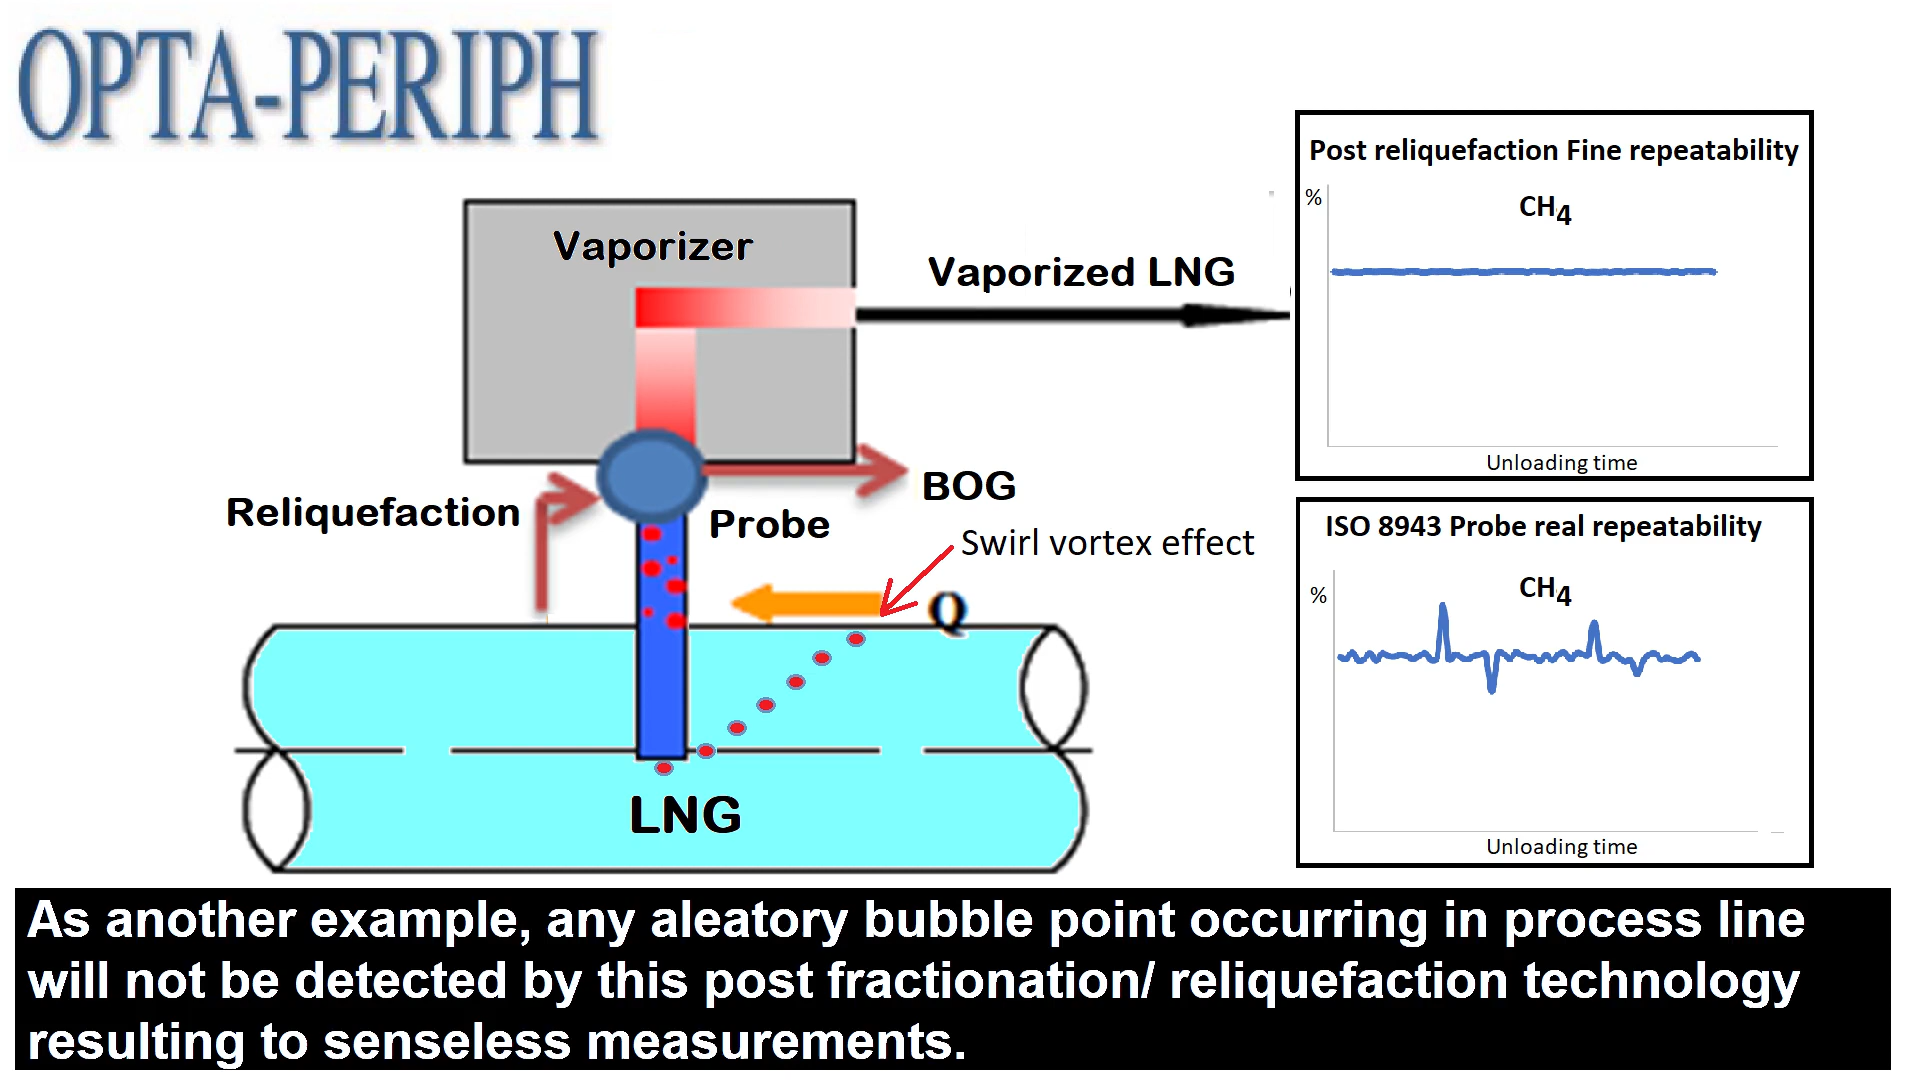 OPTA-PERIPH
Vaporizer
Vaporized LNG
Reliquefaction
BOG
Probe
Swirl vortex effect
Q
LNG
Post reliquefaction Fine repeatability
%
CH4
Unloading time
ISO 8943 Probe real repeatability
CH4
%
Unloading time
As another example, any aleatory bubble point occurring in process line
will not be detected by this post fractionation/ reliquefaction technology
resulting to senseless measurements.